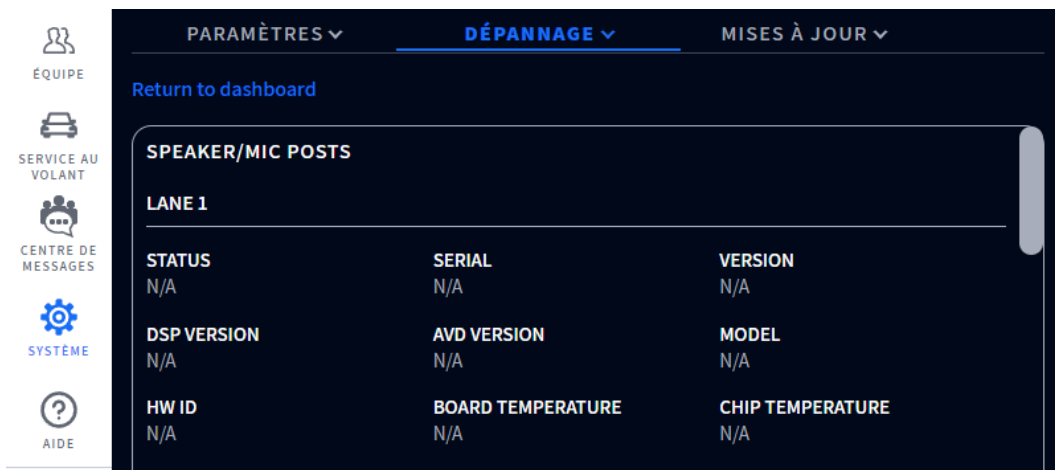 ÉQUIPE
SERVICE AU
VOLANT
CENTRE DE
MESSAGES
SYSTÈME
AIDE
PARAMÈTRES DÉPANNAGE MISES À JOUR
Return to dashboard
SPEAKER/MIC POSTS
LANE 1
STATUS SERIAL VERSION
N/A N/A N/A
DSP VERSION AVD VERSION MODEL
N/A N/A N/A
HW ID BOARD TEMPERATURE CHIP TEMPERATURE
N/A N/A N/A